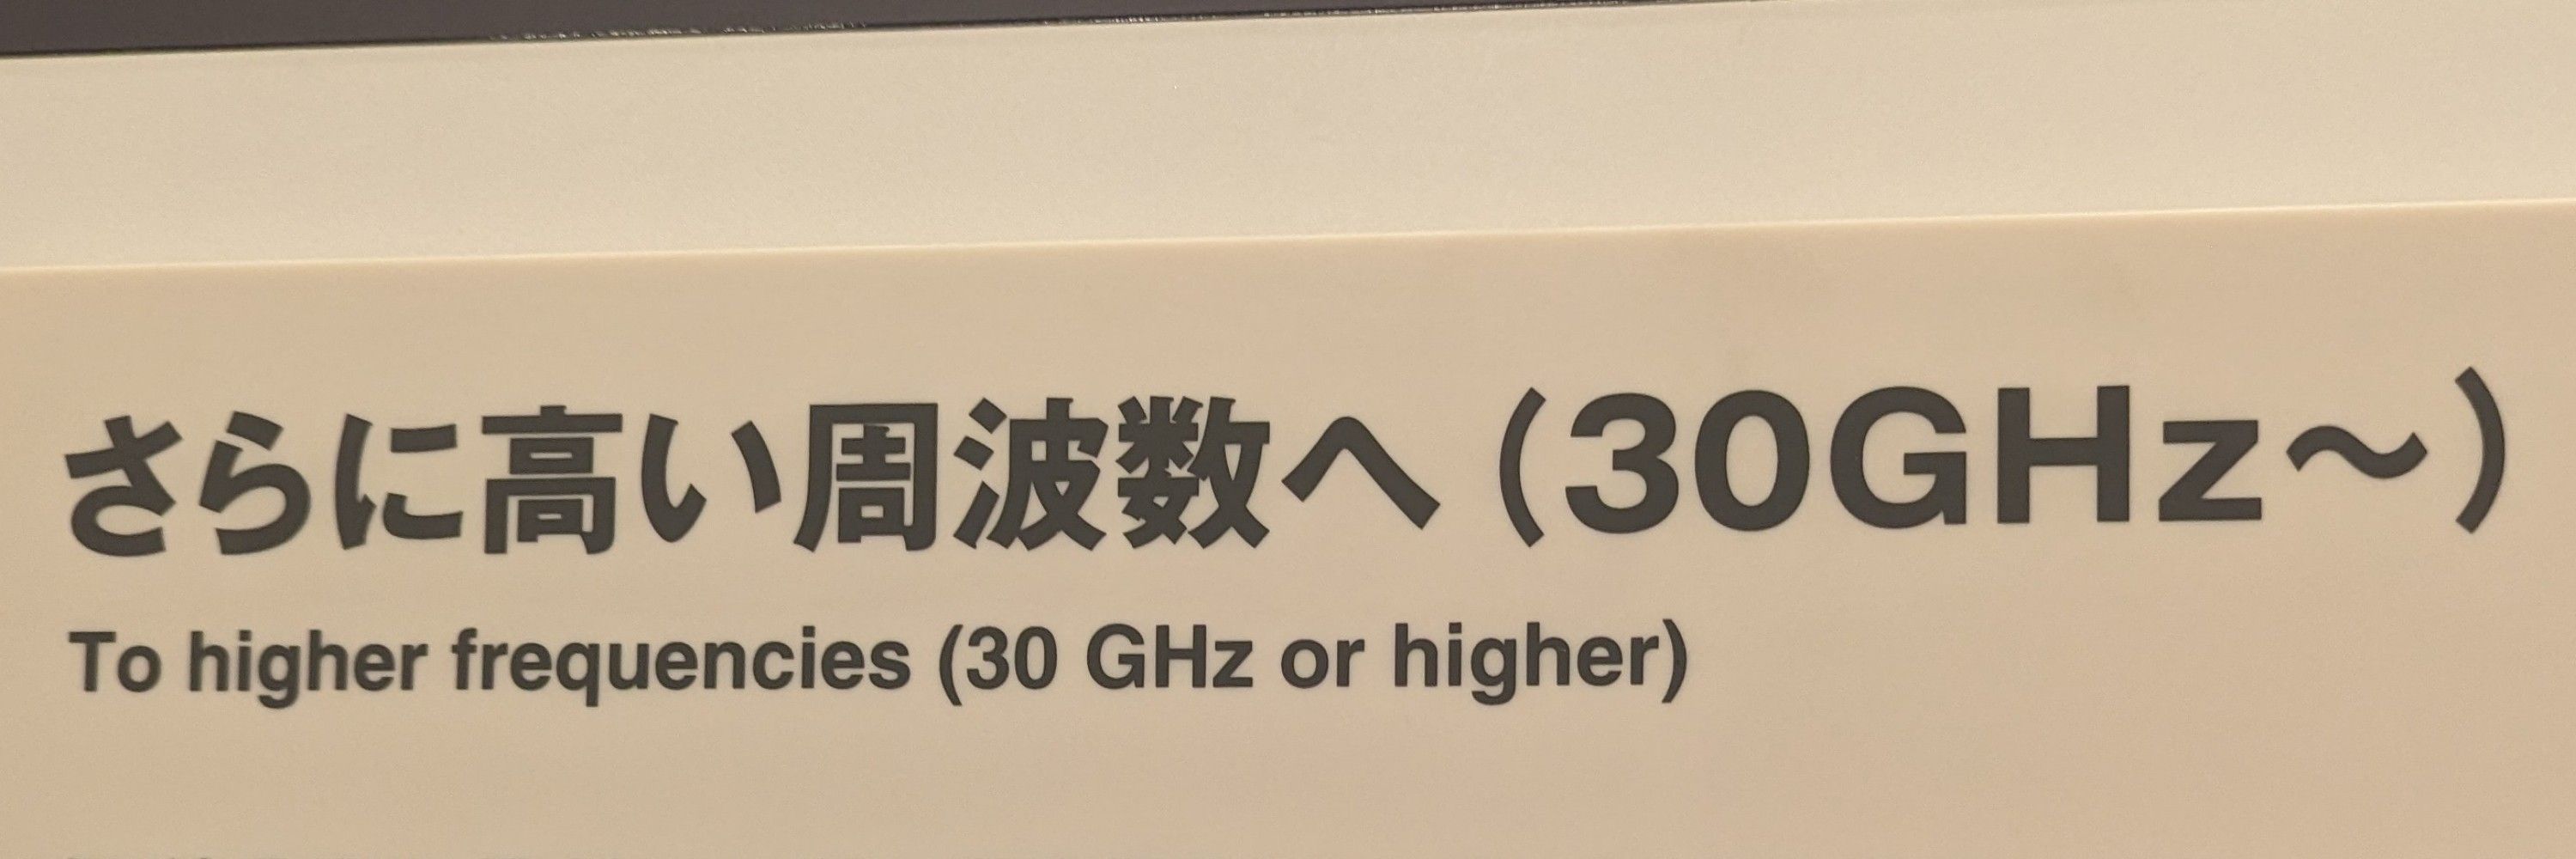 さらに高い周波数へ（30GHz〜）
To higher frequencies (30 GHz or higher)